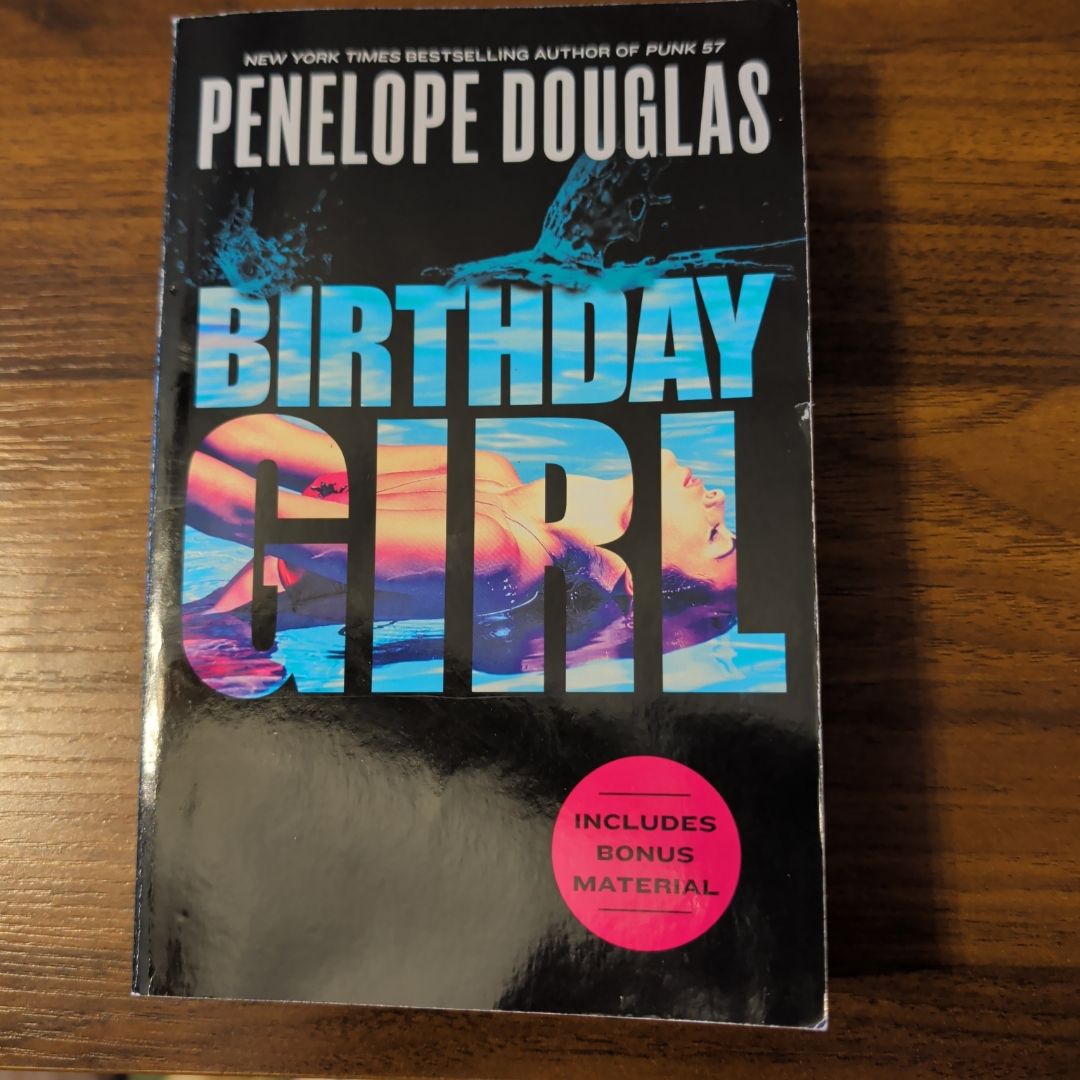 NEW YORK TIMES BESTSELLING AUTHOR OF PUNK 57
PENELOPE DOUGLAS
BIRTHDAY
GIRL
INCLUDES
BONUS
MATERIAL